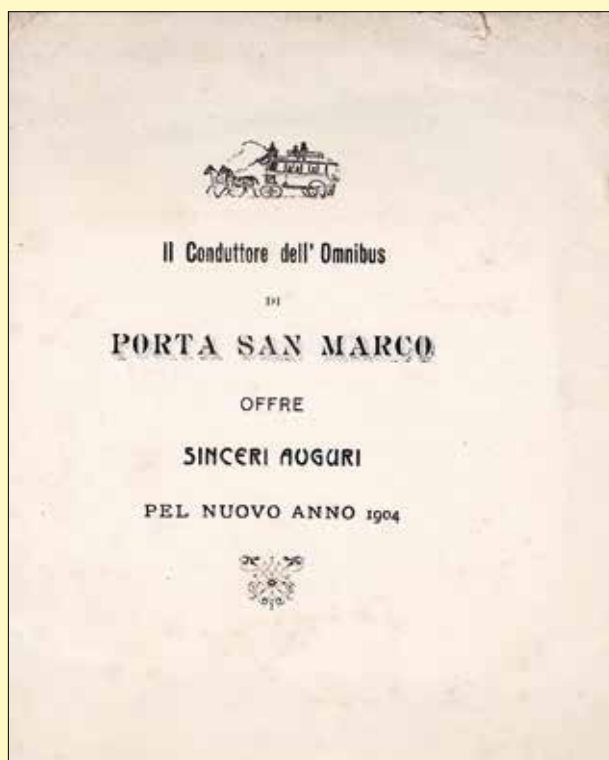 Il Conduttore dell' Omnibus
DI
PORTA SAN MARCO
OFFRE
SINCERI AUGURI
PEL NUOVO ANNO 1904